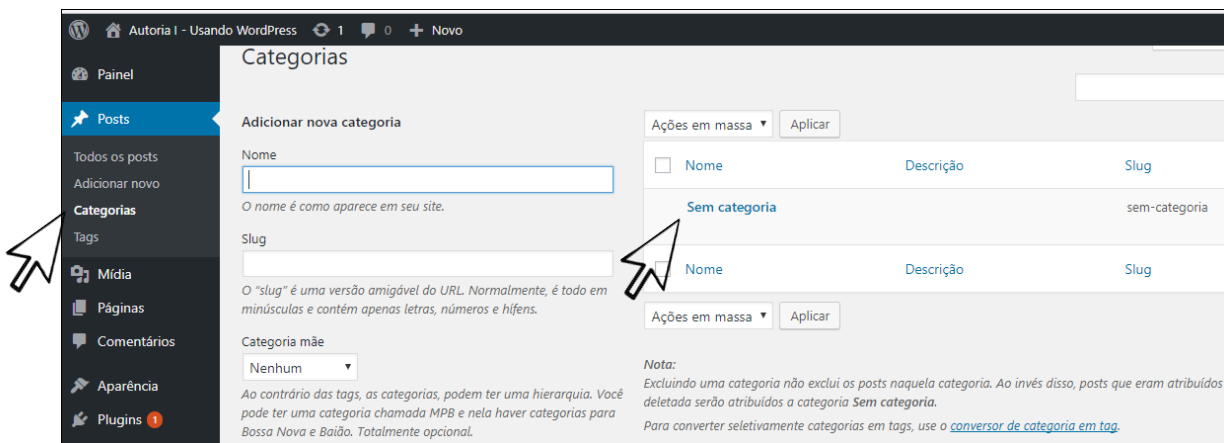 Autoria I - Usando WordPress 1 0 + Novo
Painel
Posts
Todos os posts
Adicionar novo
Categorias
Tags
Mídia
Páginas
Comentários
Aparência
Plugins 1
Categorias
Adicionar nova categoria
Nome
O nome é como aparece em seu site.
Slug
O “slug” é uma versão amigável do URL. Normalmente, é todo em
minúsculas e contém apenas letras, números e hífens.
Categoria mãe
Nenhum
Ao contrário das tags, as categorias, podem ter uma hierarquia. Você
pode ter uma categoria chamada MPB e nela haver categorias para
Bossa Nova e Baião. Totalmente opcional.
Ações em massa Aplicar
Nome Descrição Slug
Sem categoria sem-categoria
Nome Descrição Slug
Ações em massa Aplicar
Nota:
Excluindo uma categoria não exclui os posts naquela categoria. Ao invés disso, posts que eram atribuídos
deletada serão atribuídos a categoria Sem categoria.
Para converter seletivamente categorias em tags, use o conversor de categoria em tag.